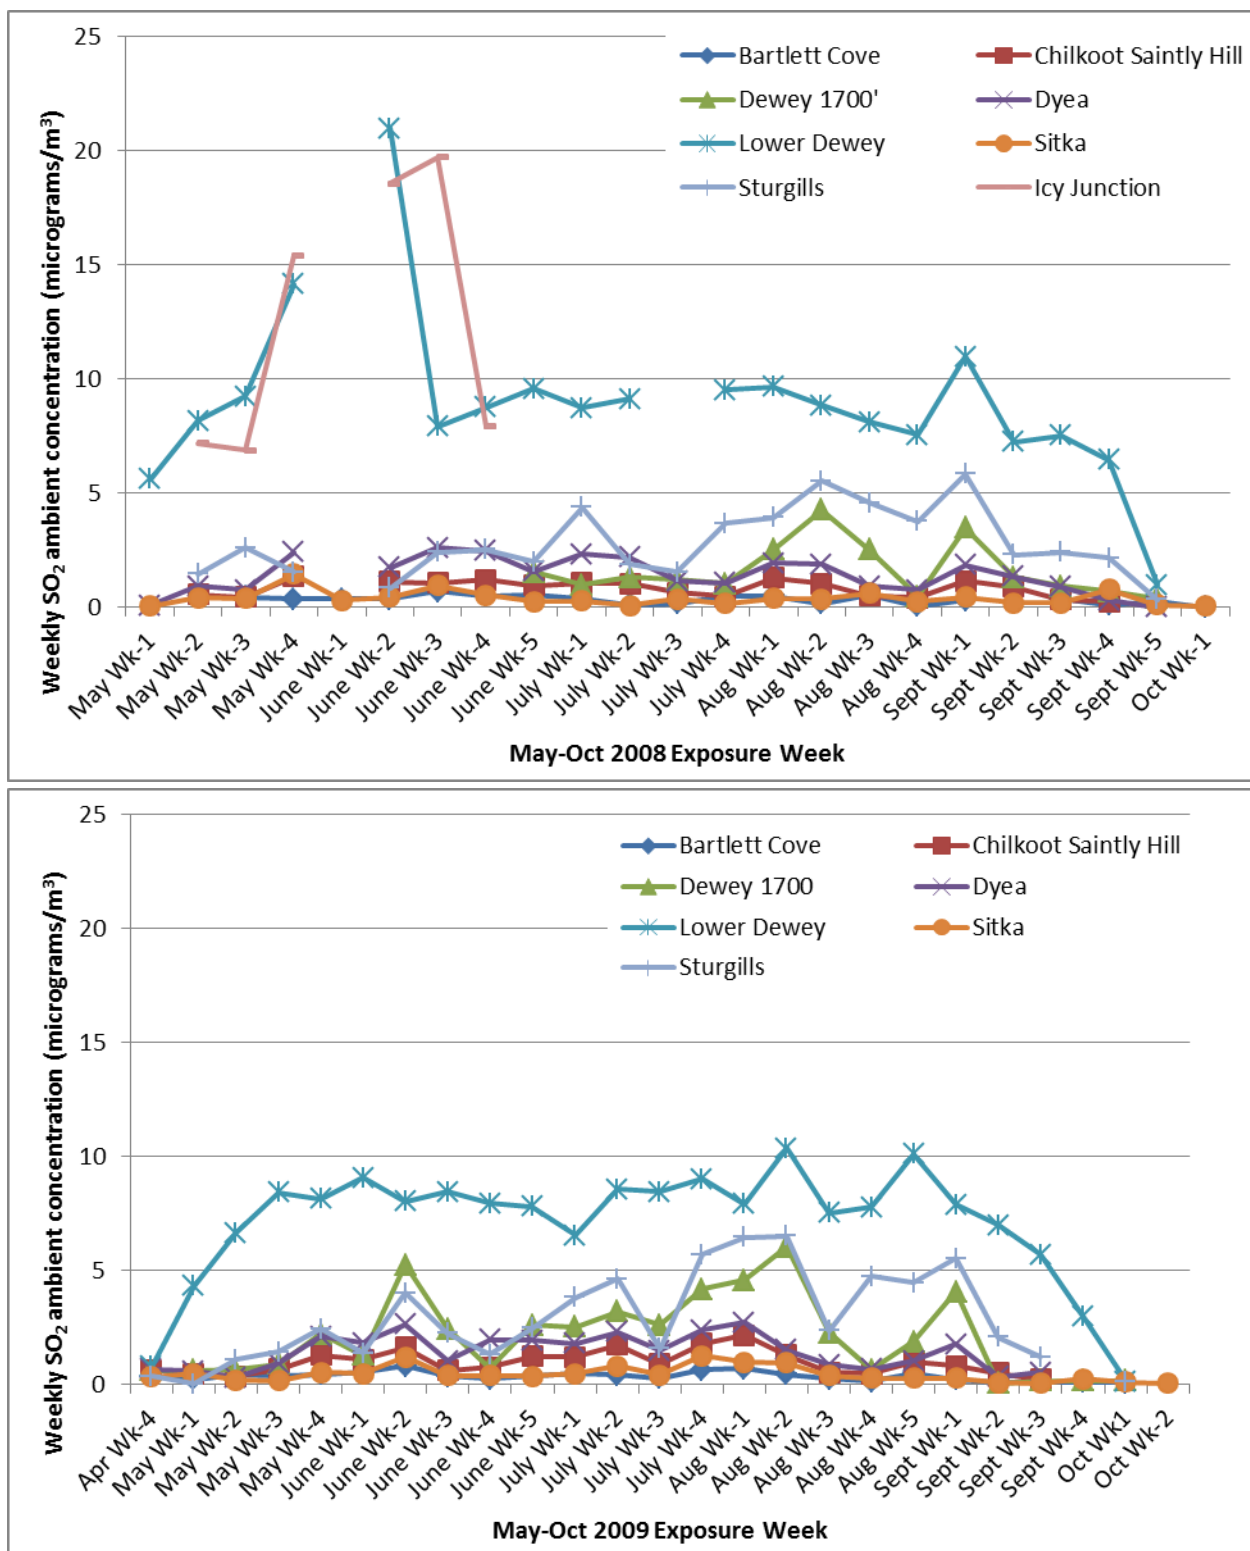 25
20
15
10
5
0
Weekly SO₂ ambient concentration (micrograms/m³)
Bartlett Cove
Chilkoot Saintly Hill
Dewey 1700'
Dyea
Lower Dewey
Sitka
Sturgills
Icy Junction
May Wk-1
May Wk-2
May Wk-3
May Wk-4
June Wk-1
June Wk-2
June Wk-3
June Wk-4
June Wk-5
July Wk-1
July Wk-2
July Wk-3
July Wk-4
Aug Wk-1
Aug Wk-2
Aug Wk-3
Aug Wk-4
Sept Wk-1
Sept Wk-2
Sept Wk-3
Sept Wk-4
Sept Wk-5
Oct Wk-1
May-Oct 2008 Exposure Week
25
20
15
10
5
0
Weekly SO₂ ambient concentration (micrograms/m³)
Bartlett Cove
Chilkoot Saintly Hill
Dewey 1700
Dyea
Lower Dewey
Sitka
Sturgills
Apr Wk-4
May Wk-1
May Wk-2
May Wk-3
May Wk-4
June Wk-1
June Wk-2
June Wk-3
June Wk-4
June Wk-5
July Wk-1
July Wk-2
July Wk-3
July Wk-4
Aug Wk-1
Aug Wk-2
Aug Wk-3
Aug Wk-4
Aug Wk-5
Sept Wk-1
Sept Wk-2
Sept Wk-3
Sept Wk-4
Oct Wk1
Oct Wk-2
May-Oct 2009 Exposure Week